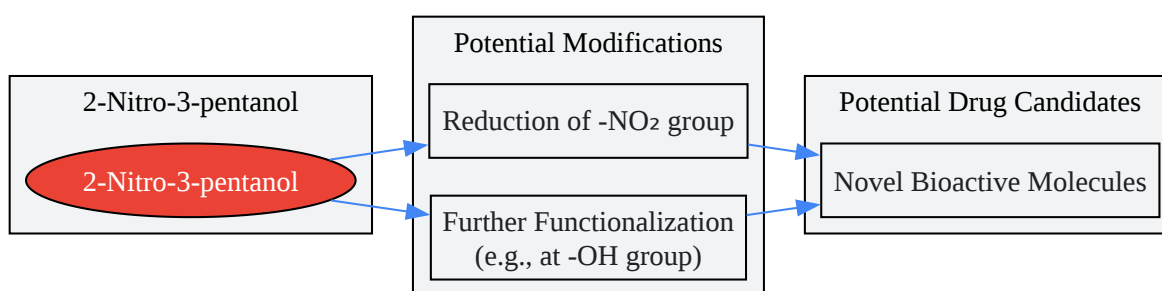 2-Nitro-3-pentanol
2-Nitro-3-pentanol
Potential Modifications
Reduction of -NO₂ group
Further Functionalization
(e.g., at -OH group)
Potential Drug Candidates
Novel Bioactive Molecules